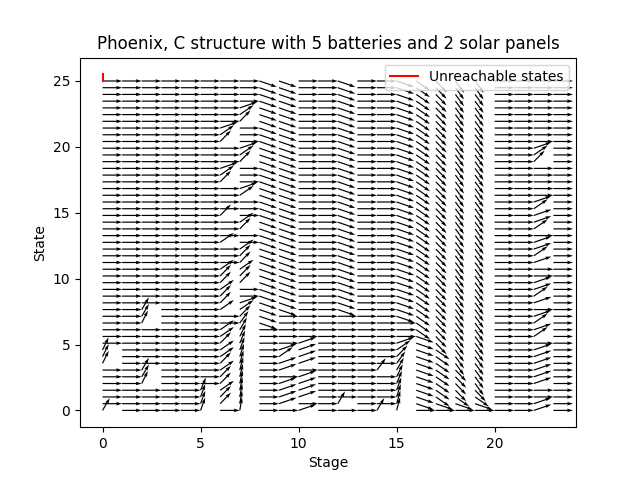 Phoenix, C structure with 5 batteries and 2 solar panels
Unreachable states
25
20
15
10
5
0
State
0 5 10 15 20
Stage